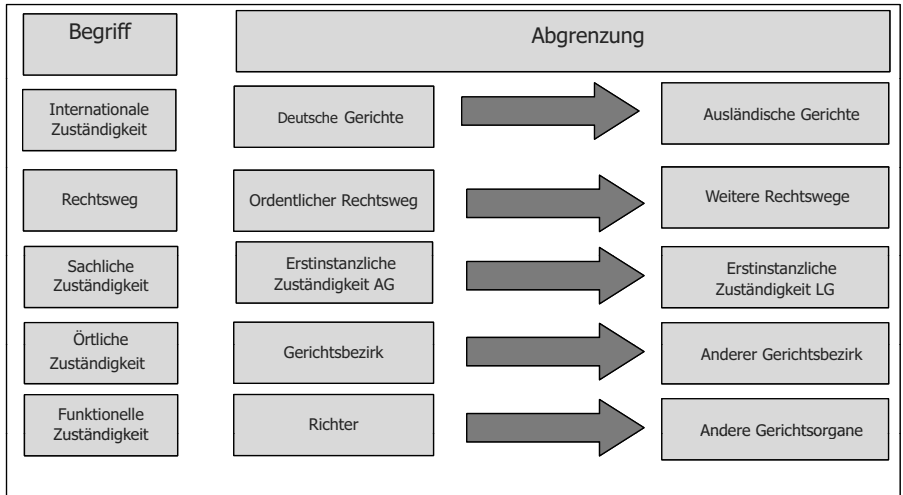 Begriff
Abgrenzung
Internationale
Zuständigkeit
Deutsche Gerichte
Ausländische Gerichte
Rechtsweg
Ordentlicher Rechtsweg
Weitere Rechtswege
Sachliche
Zuständigkeit
Erstinstanzliche
Zuständigkeit AG
Erstinstanzliche
Zuständigkeit LG
Örtliche
Zuständigkeit
Gerichtsbezirk
Anderer Gerichtsbezirk
Funktionelle
Zuständigkeit
Richter
Andere Gerichtsorgane